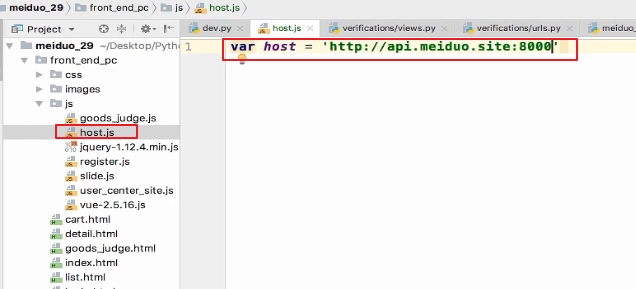 meiduo_29 front_end_pc js host.js
Project dev.py host.js verifications/views.py verifications/urls.py
meiduo_29 ~/Desktop/Pyth
front_end_pc
css
images
js
goods_judge.js
host.js
jquery-1.12.4.min.js
register.js
slide.js
user_center_site.js
vue-2.5.16.js
cart.html
detail.html
goods_judge.html
index.html
list.html
1 var host = 'http://api.meiduo.site:8000'